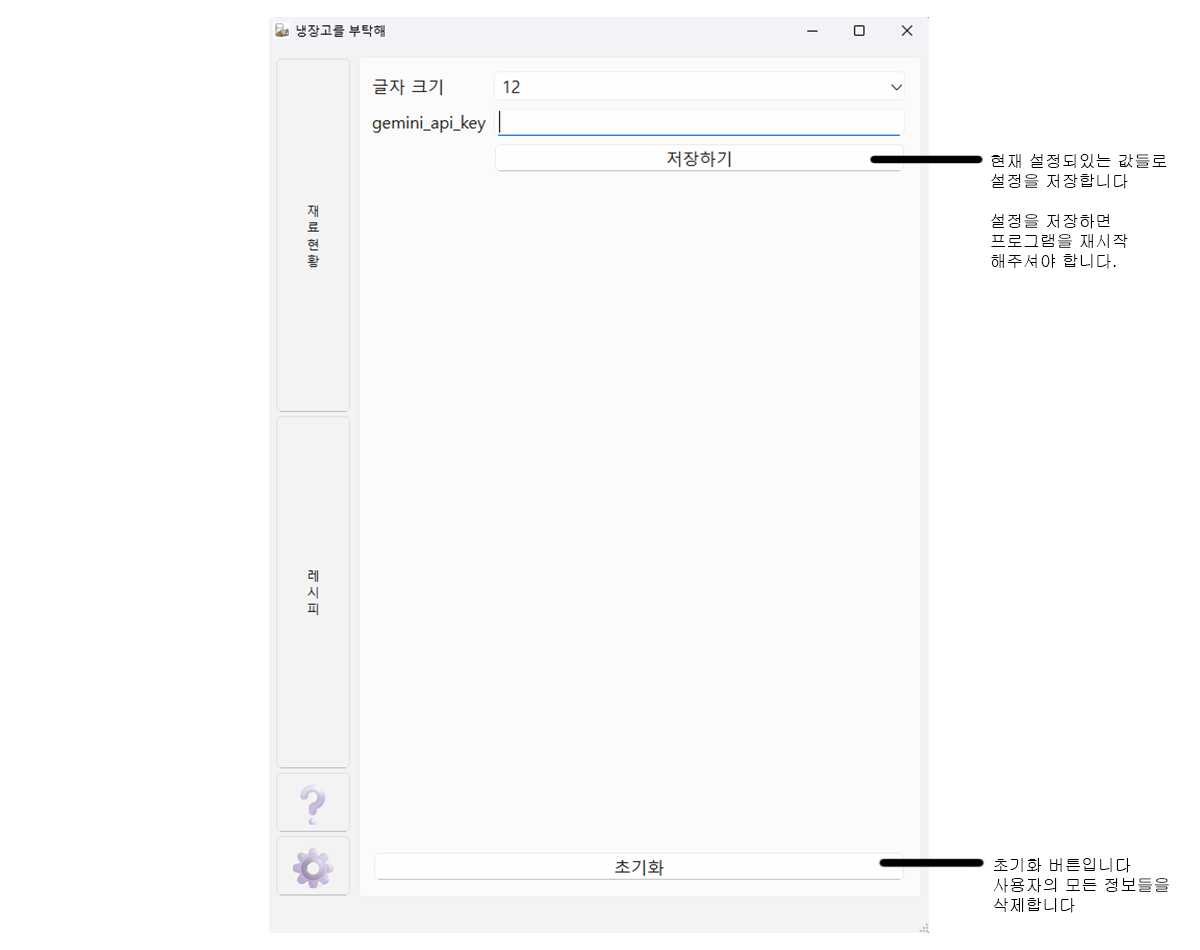 냉장고를 부탁해
글자 크기
12
gemini_api_key
저장하기
현재 설정되있는 값들로
설정을 저장합니다
설정을 저장하면
프로그램을 재시작
해주셔야 합니다.
재
료
현
황
레
시
피
초기화
초기화 버튼입니다
사용자의 모든 정보들을
삭제합니다